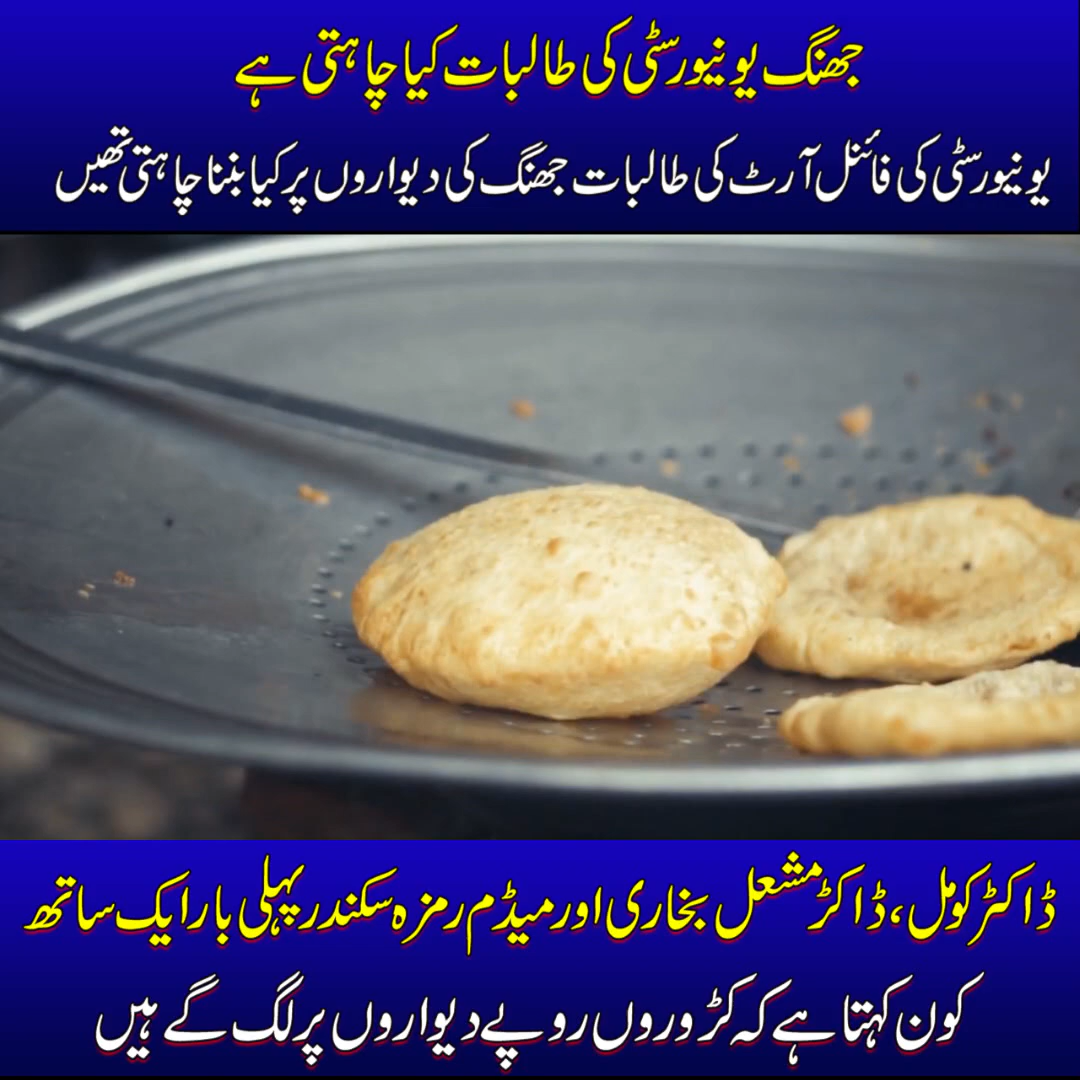 جھنگ یونیورسٹی کی طالبات کیا چاہتی ہے
یونیورسٹی کی فائنل آرٹ کی طالبات جھنگ کی دیواروں پر کیا بننا چاہتی تھیں
ڈاکٹر کومل، ڈاکڑ مشعل بخاری اور میڈم رمزہ سکندر پہلی بار ایک ساتھ
کون کہتا ہے کہ کڑوروں روپے دیواروں پر لگ گے ہیں